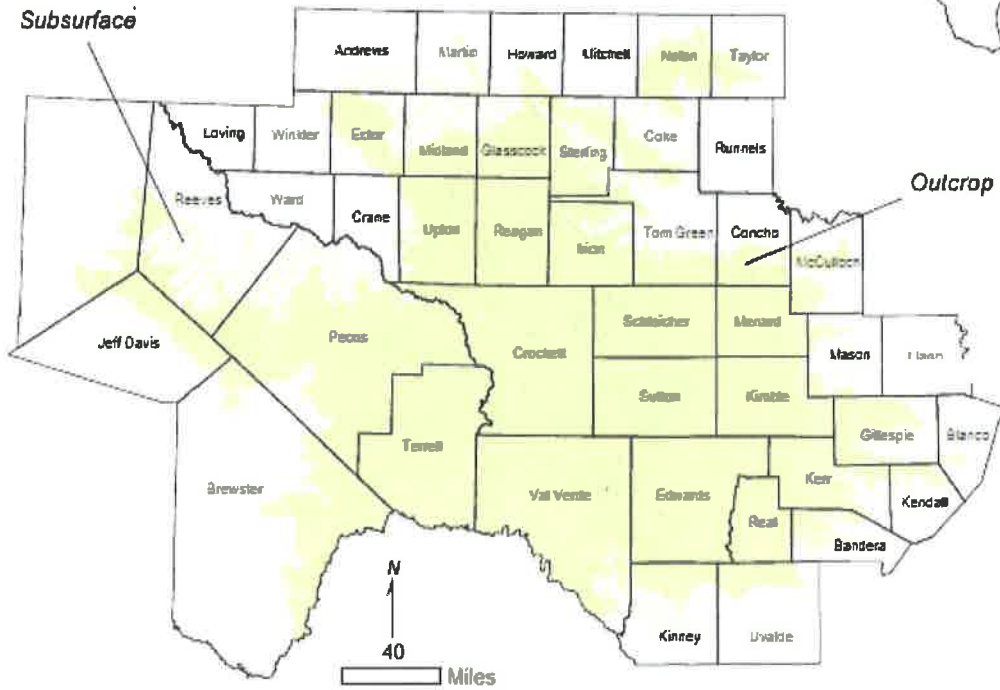 Subsurface
Andrews
Martin
Howard
Mitchell
Nolan
Taylor
Loving
Winkler
Ector
Midland
Glasscock
Sterling
Coke
Runnels
Reeves
Ward
Crane
Upton
Reagan
Irion
Tom Green
Concho
Outcrop
McCulloch
Jeff Davis
Pecos
Crockett
Schleicher
Menard
Mason
Llano
Sutton
Kimble
Terrell
Gillespie
Blanco
Brewster
Val Verde
Edwards
Real
Kerr
Kendall
Bandera
N
40
Miles
Kinney
Uvalde